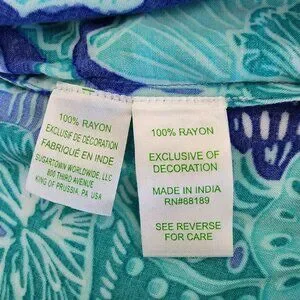 100% RAYON
EXCLUSIF DE DÉCORATION
FABRIQUÉ EN INDE
SUGARTOWN WORLDWIDE, LLC
800 THIRD AVENUE
KING OF PRUSSIA, PA USA
100% RAYON
EXCLUSIVE OF
DECORATION
MADE IN INDIA
RN#88189
SEE REVERSE
FOR CARE